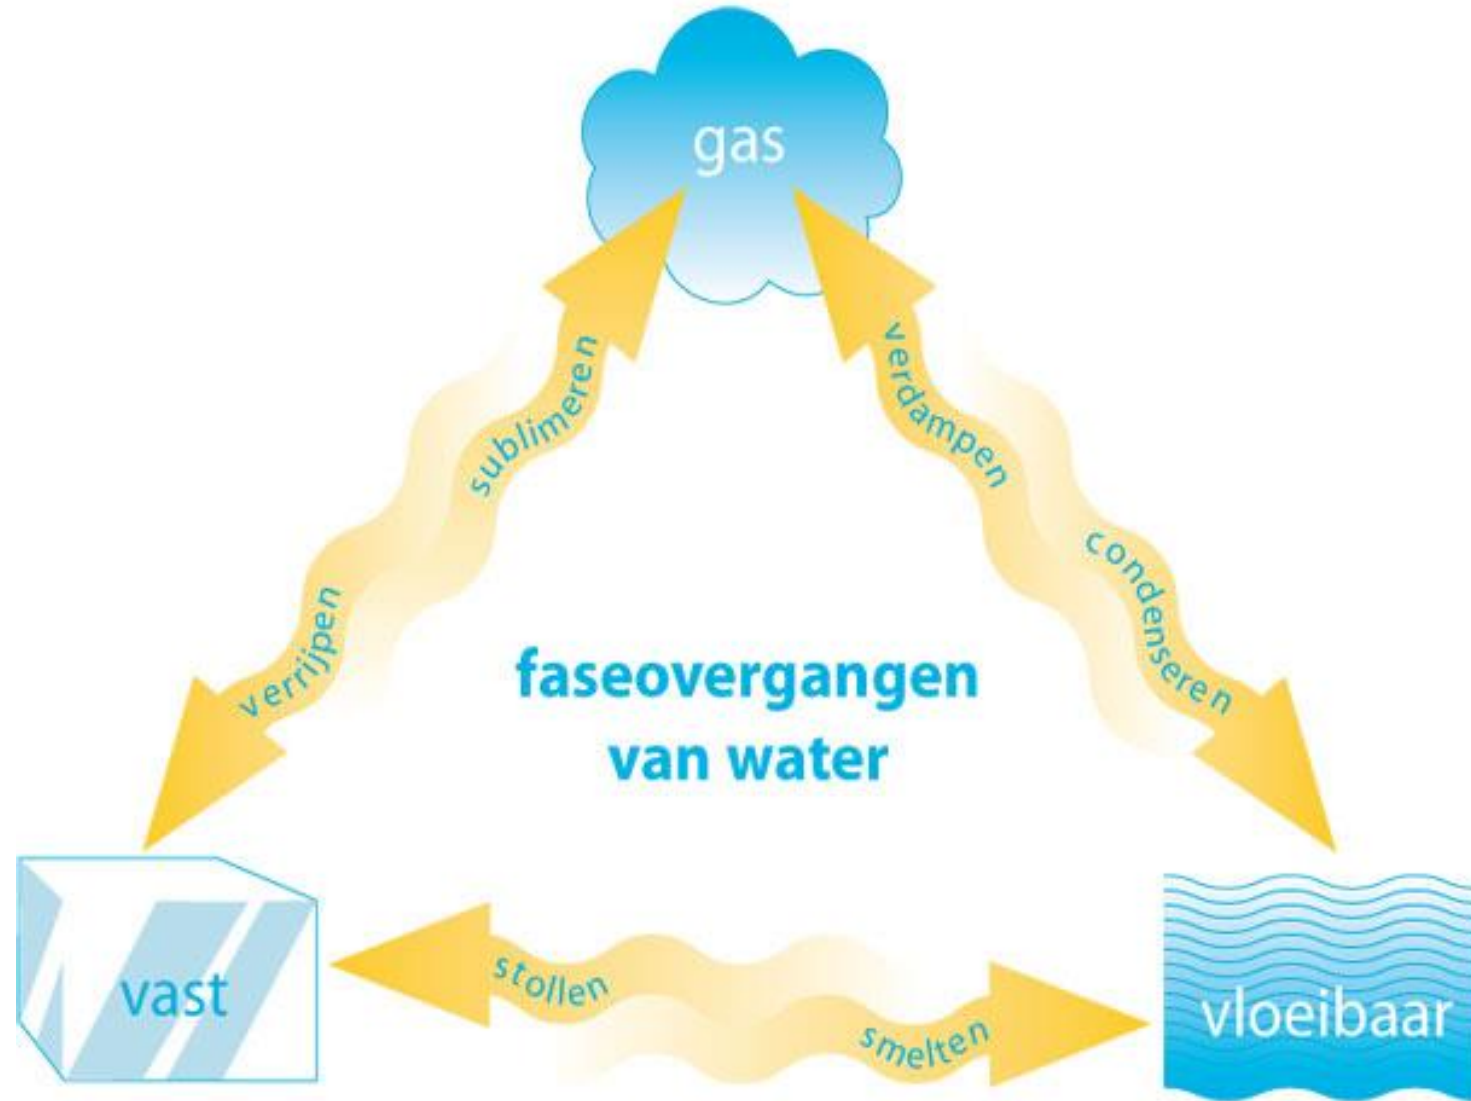 gas
sublimeren
verdampen
condenseren
verrijpen
faseovergangen
van water
vast
stollen
smelten
vloeibaar